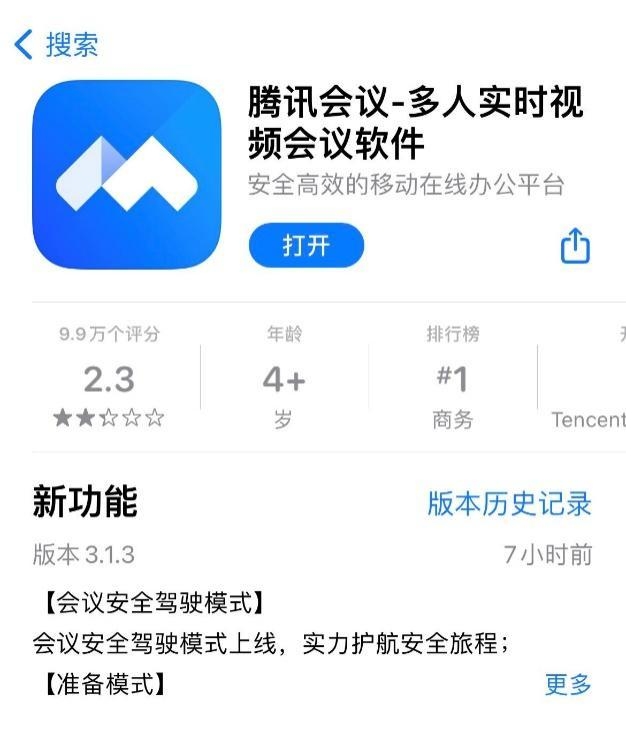 搜索
腾讯会议-多人实时视
频会议软件
安全高效的移动在线办公平台
打开
9.9万个评分
年龄
排行榜
2.3
4+
#1
岁
商务
Tencent
新功能
版本历史记录
版本 3.1.3
7小时前
【会议安全驾驶模式】
会议安全驾驶模式上线，实力护航安全旅程；
【准备模式】
更多